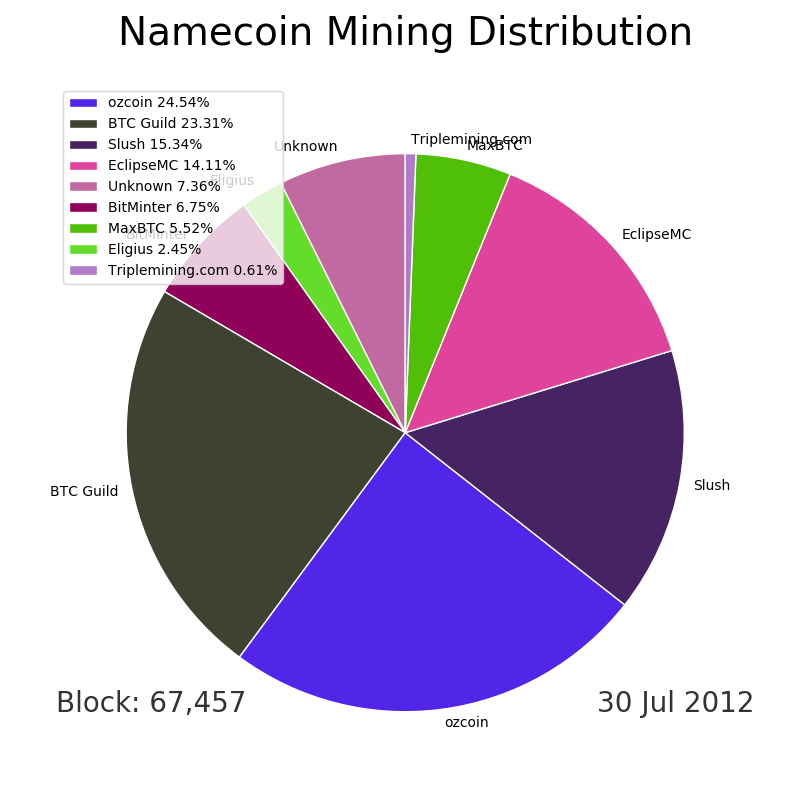 Namecoin Mining Distribution
ozcoin 24.54%
BTC Guild 23.31%
Slush 15.34%
EclipseMC 14.11%
Unknown 7.36%
BitMinter 6.75%
MaxBTC 5.52%
Eligius 2.45%
Triplemining.com 0.61%
Triplemining.com
MaxBTC
Unknown
Eligius
BitMinter
EclipseMC
Slush
BTC Guild
ozcoin
Block: 67,457
30 Jul 2012